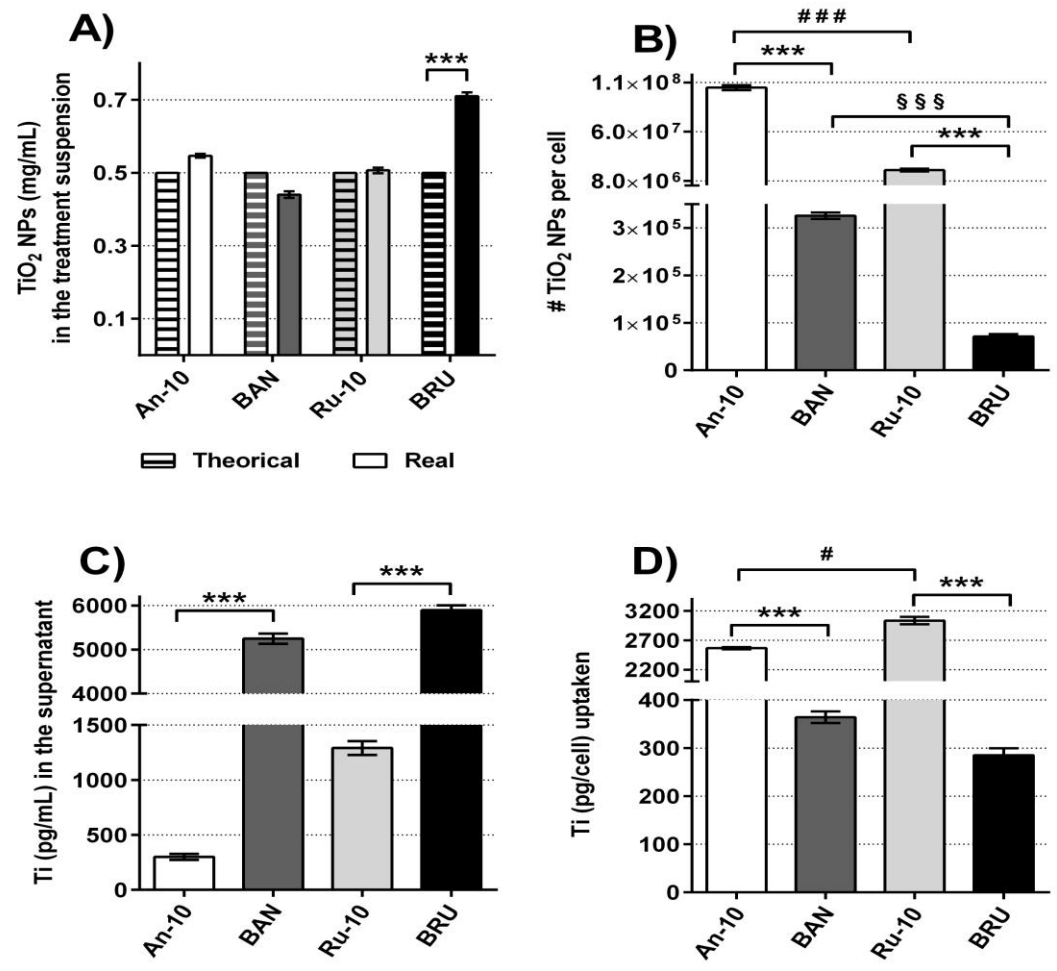 A)
TiO2 NPs (mg/mL)
in the treatment suspension
0.7
0.5
0.3
0.1
***
An-10
BAN
Ru-10
BRU
Theorical
Real
B)
# TiO2 NPs per cell
1.1×10^8
6.0×10^7
8.0×10^6
3×10^5
2×10^5
1×10^5
0
###
***
§ § §
***
An-10
BAN
Ru-10
BRU
C)
Ti (pg/mL) in the supernatant
6000
5000
4000
1500
1000
500
0
***
***
An-10
BAN
Ru-10
BRU
D)
Ti (pg/cell) uptaken
3200
2700
2200
400
300
200
100
0
#
***
***
An-10
BAN
Ru-10
BRU